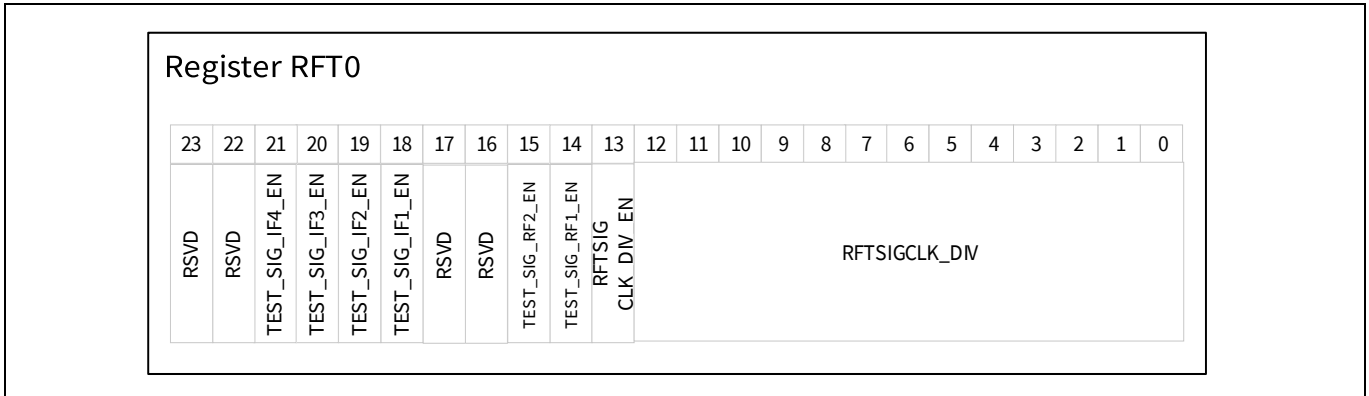 Register RFT0
23 22 21 20 19 18 17 16 15 14 13 12 11 10 9 8 7 6 5 4 3 2 1 0
RSVD
RSVD
TEST_SIG_IF4_EN
TEST_SIG_IF3_EN
TEST_SIG_IF2_EN
TEST_SIG_IF1_EN
RSVD
RSVD
TEST_SIG_RF2_EN
TEST_SIG_RF1_EN
RFTSIG
CLK_DIV_EN
RFTSIGCLK_DIV